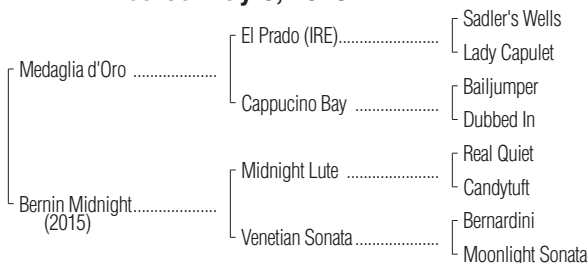 Sadler's Wells
El Prado (IRE)....................
Lady Capulet
Medaglia d'Oro ....................
Bailjumper
Cappucino Bay ....................
Dubbed In
Real Quiet
Midnight Lute ....................
Candytuft
Bernin Midnight....................
(2015)
Bernardini
Venetian Sonata....................
Moonlight Sonata